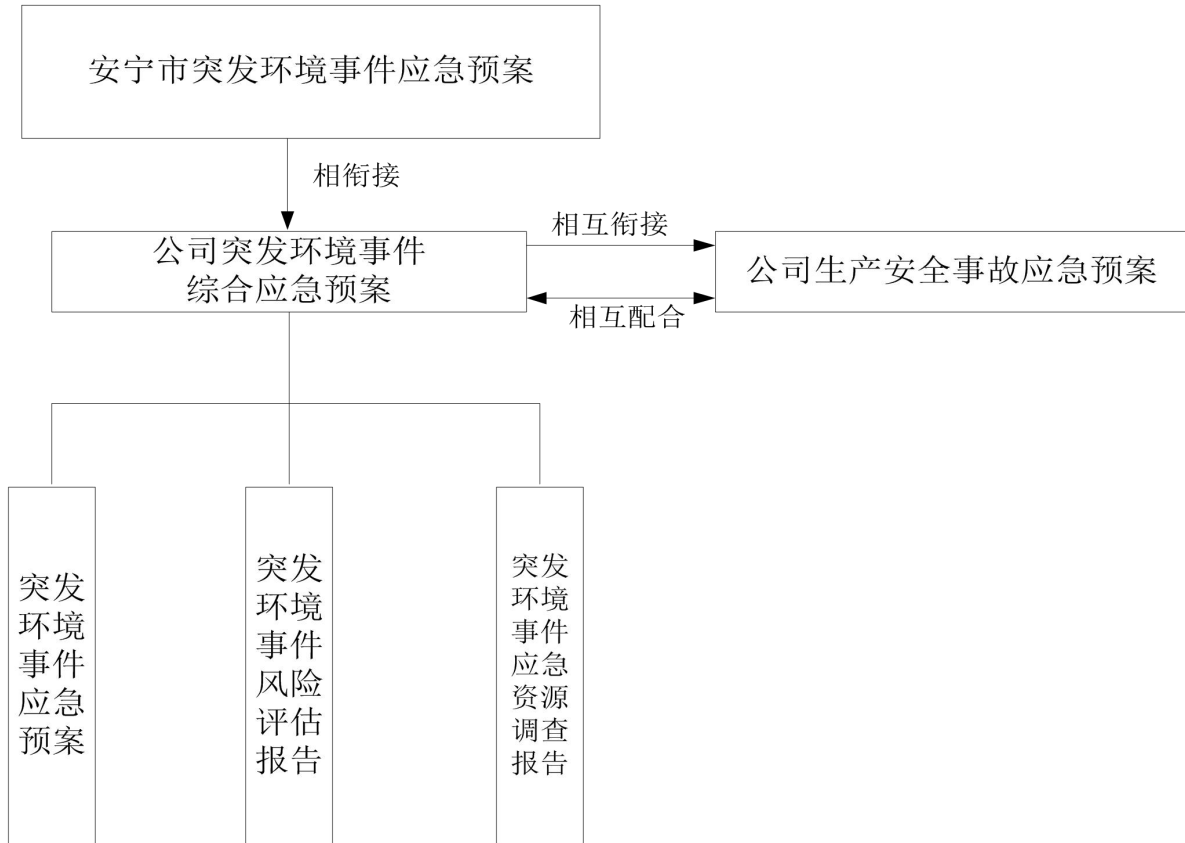 安宁市突发环境事件应急预案
相衔接
公司突发环境事件
综合应急预案
相互衔接
相互配合
公司生产安全事故应急预案
突发
环境
事件
应急
预案
突发
环境
事件
风险
评估
报告
突发
环境
事件
应急
资源
调查
报告